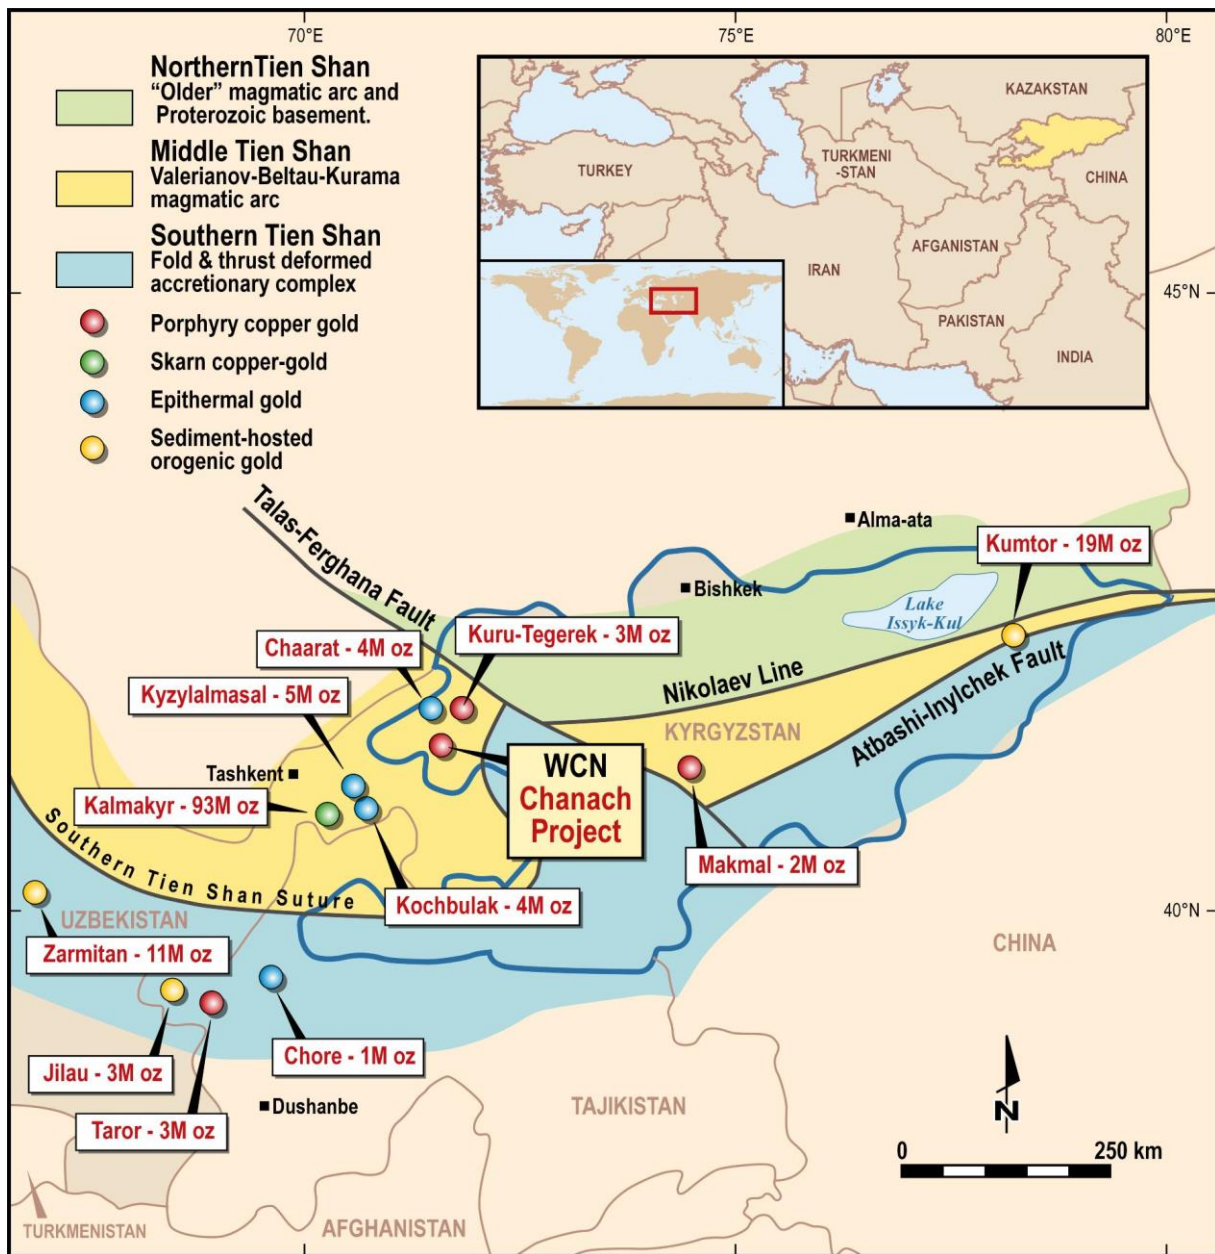 70°E
75°E
80°E
NorthernTien Shan
“Older” magmatic arc and
Proterozoic basement.
Middle Tien Shan
Valerianov-Beltau-Kurama
magmatic arc
Southern Tien Shan
Fold & thrust deformed
accretionary complex
Porphyry copper gold
Skarn copper-gold
Epithermal gold
Sediment-hosted
orogenic gold
KAZAKSTAN
TURKEY
TURKMENI
-STAN
CHINA
AFGANISTAN
IRAN
PAKISTAN
INDIA
45°N
Talas-Ferghana Fault
Alma-ata
Kumtor - 19M oz
Bishkek
Lake
Issyk-Kul
Chaarat - 4M oz
Kuru-Tegerek - 3M oz
Kyzylalmasal - 5M oz
Nikolaev Line
KYRGYZSTAN
Atbashi-Inylchek Fault
Tashkent
WCN
Chanach
Project
Kalmakyr - 93M oz
Makmal - 2M oz
Southern Tien Shan Suture
Kochbulak - 4M oz
40°N
UZBEKISTAN
Zarmitan - 11M oz
CHINA
Chore - 1M oz
Jilau - 3M oz
Dushanbe
TAJIKISTAN
Taror - 3M oz
N
0
250 km
TURKMENISTAN
AFGHANISTAN